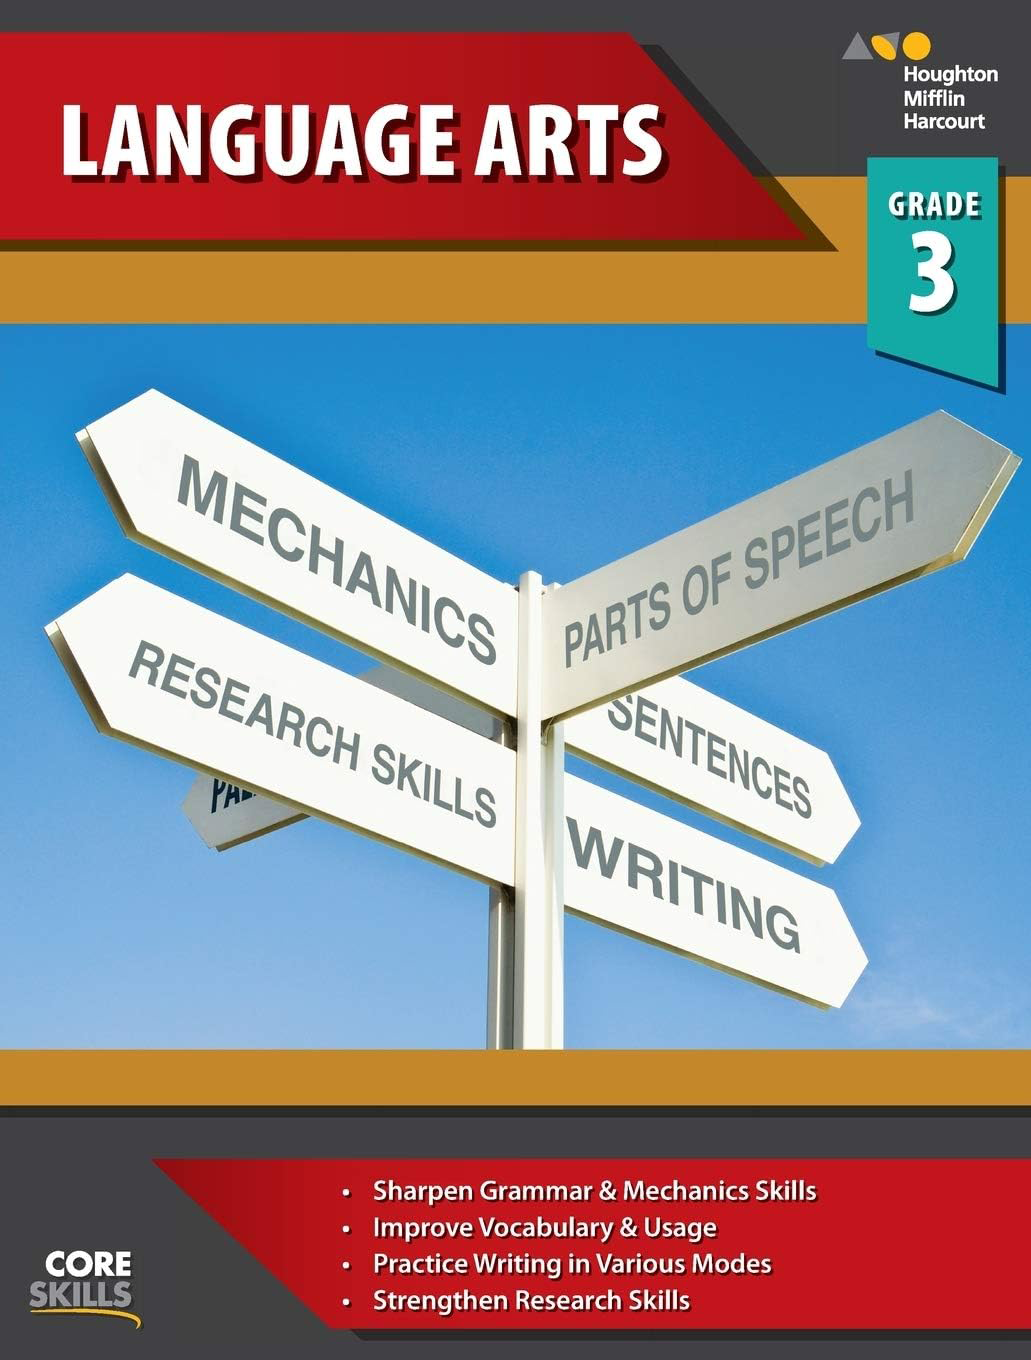 Houghton
Mifflin
Harcourt
LANGUAGE ARTS
GRADE
3
MECHANICS
PARTS OF SPEECH
RESEARCH SKILLS
SENTENCES
WRITING
• Sharpen Grammar & Mechanics Skills
• Improve Vocabulary & Usage
• Practice Writing in Various Modes
• Strengthen Research Skills
CORE
SKILLS